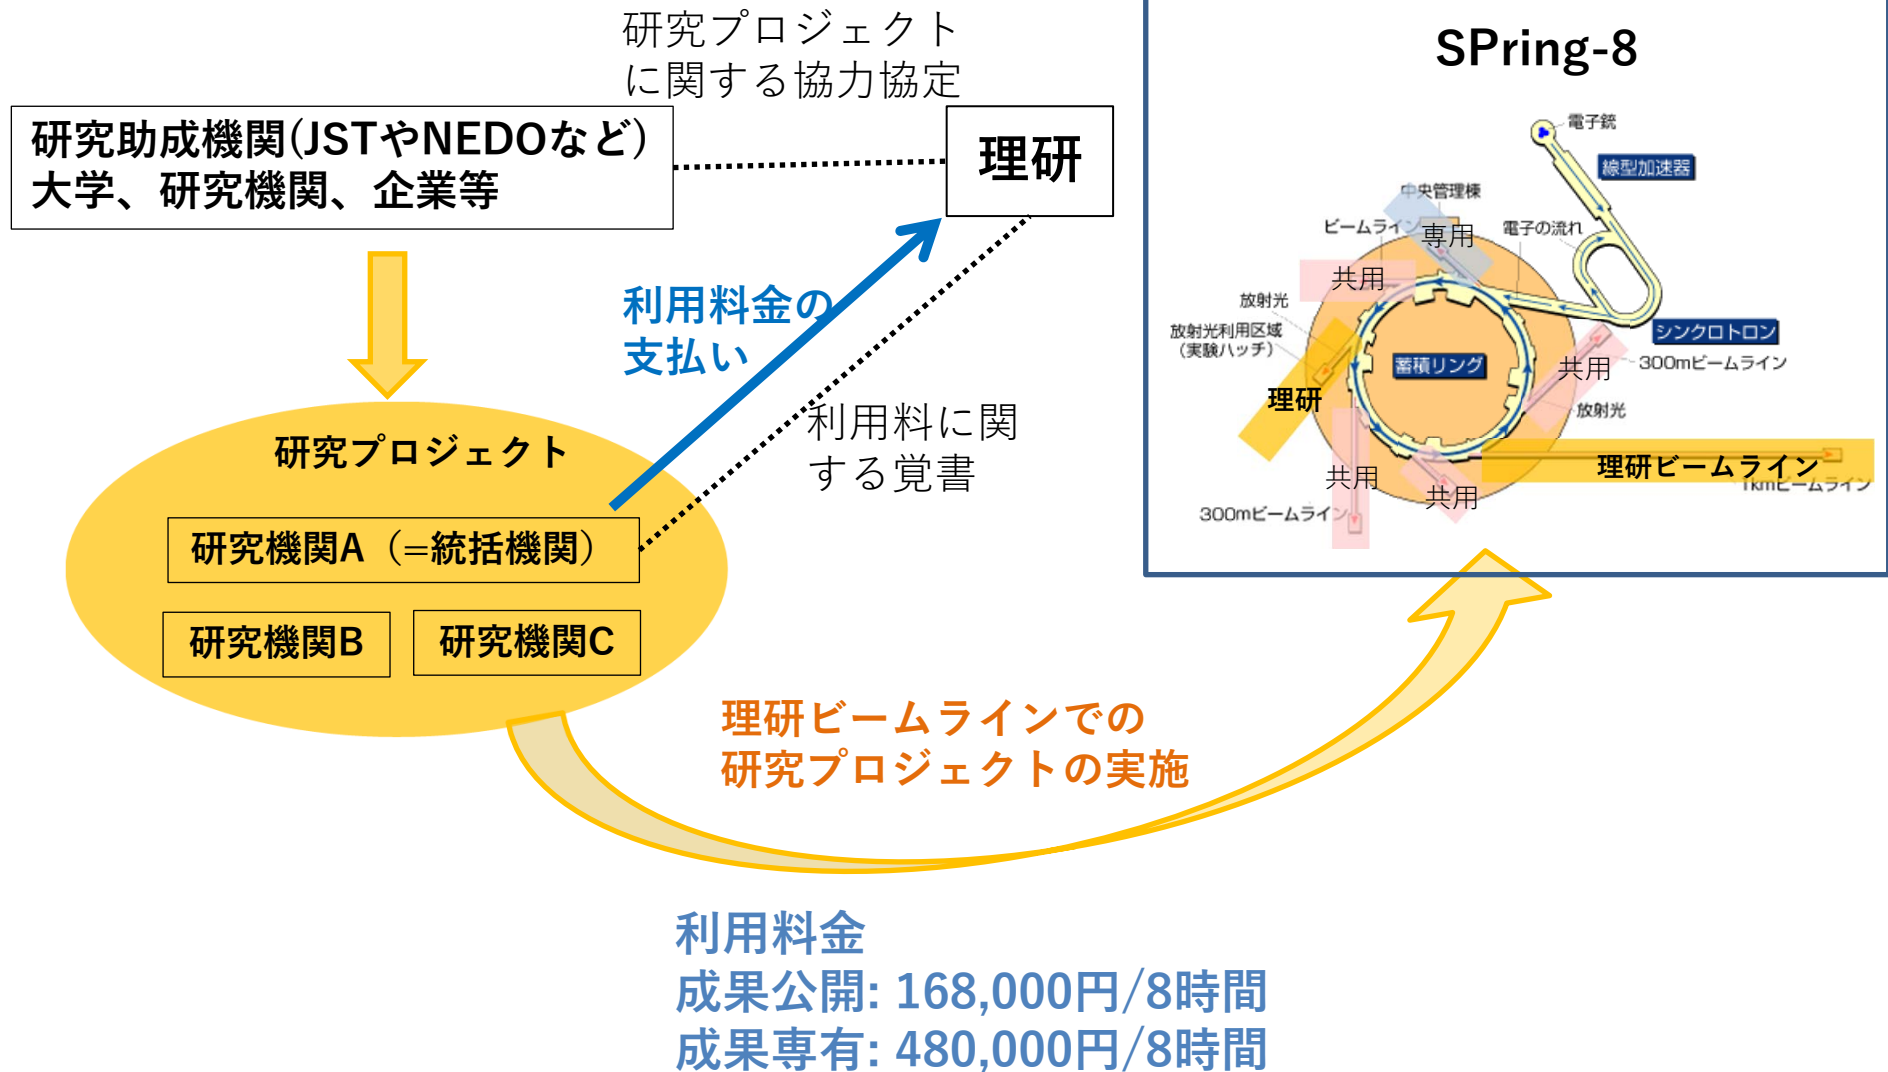 研究プロジェクト
に関する協力協定
研究助成機関(JSTやNEDOなど)
大学、研究機関、企業等
理研
利用料金の
支払い
利用料に関
する覚書
研究プロジェクト
研究機関A（=統括機関）
研究機関B
研究機関C
理研ビームラインでの
研究プロジェクトの実施
利用料金
成果公開: 168,000円/8時間
成果専有: 480,000円/8時間
SPring-8
電子銃
線型加速器
中央管理棟
ビームライン
専用
電子の流れ
共用
放射光
放射光利用区域
（実験ハッチ）
シンクロトロン
蓄積リング
共用
300mビームライン
理研
放射光
理研ビームライン
1kmビームライン
共用
共用
300mビームライン